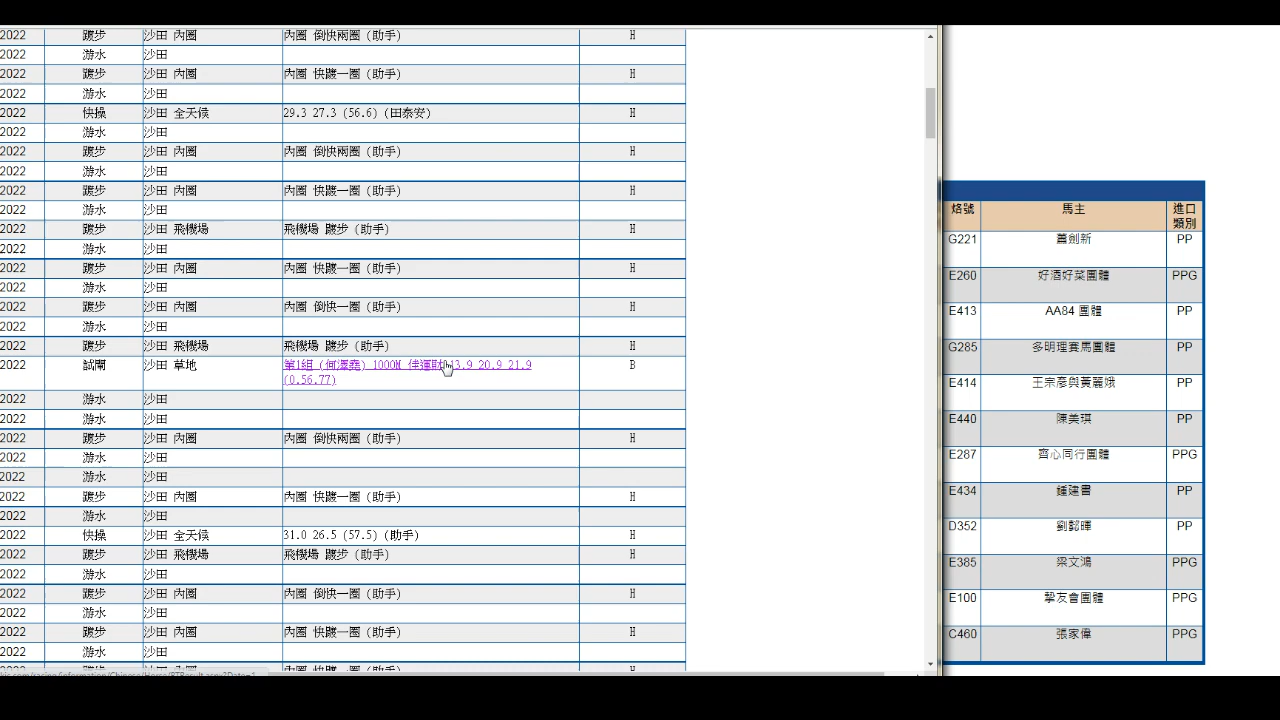 2022 踱步 沙田 內圈 內圈 倒快兩圈 (助手) H
2022 游水 沙田
2022 踱步 沙田 內圈 內圈 快踱一圈 (助手) H
2022 游水 沙田
2022 快操 沙田 全天候 29.3 27.3 (56.6) (田泰安) H
2022 游水 沙田
2022 踱步 沙田 內圈 內圈 倒快兩圈 (助手) H
2022 游水 沙田
2022 踱步 沙田 內圈 內圈 快踱一圈 (助手) H
2022 游水 沙田
2022 踱步 沙田 飛機場 飛機場 踱步 (助手) H
2022 游水 沙田
2022 踱步 沙田 內圈 內圈 快踱一圈 (助手) H
2022 游水 沙田
2022 踱步 沙田 內圈 內圈 倒快一圈 (助手) H
2022 游水 沙田
2022 踱步 沙田 飛機場 飛機場 踱步 (助手) H
2022 試閘 沙田 草地 第1組 (何澤堯) 1000M 佳運財 13.9 20.9 21.9 B
(0.56.77)
2022 游水 沙田
2022 游水 沙田
2022 踱步 沙田 內圈 內圈 倒快兩圈 (助手) H
2022 游水 沙田
2022 游水 沙田
2022 踱步 沙田 內圈 內圈 快踱一圈 (助手) H
2022 游水 沙田
2022 快操 沙田 全天候 31.0 26.5 (57.5) (助手) H
2022 踱步 沙田 飛機場 飛機場 踱步 (助手) H
2022 游水 沙田
2022 踱步 沙田 內圈 內圈 倒快一圈 (助手) H
2022 游水 沙田
2022 踱步 沙田 內圈 內圈 快踱一圈 (助手) H
2022 游水 沙田
烙號 馬主 進口
類別
G221 蕭劍新 PP
E260 好酒好菜團體 PPG
E413 AA84 團體 PP
G285 多明理賽馬團體 PP
E414 王宗彥與黃麗娥 PP
E440 陳美琪 PP
E287 齊心同行團體 PPG
E434 鍾建書 PP
D352 劉郭暉 PP
E385 梁文鴻 PPG
E100 摯友會團體 PPG
C460 張家偉 PPG